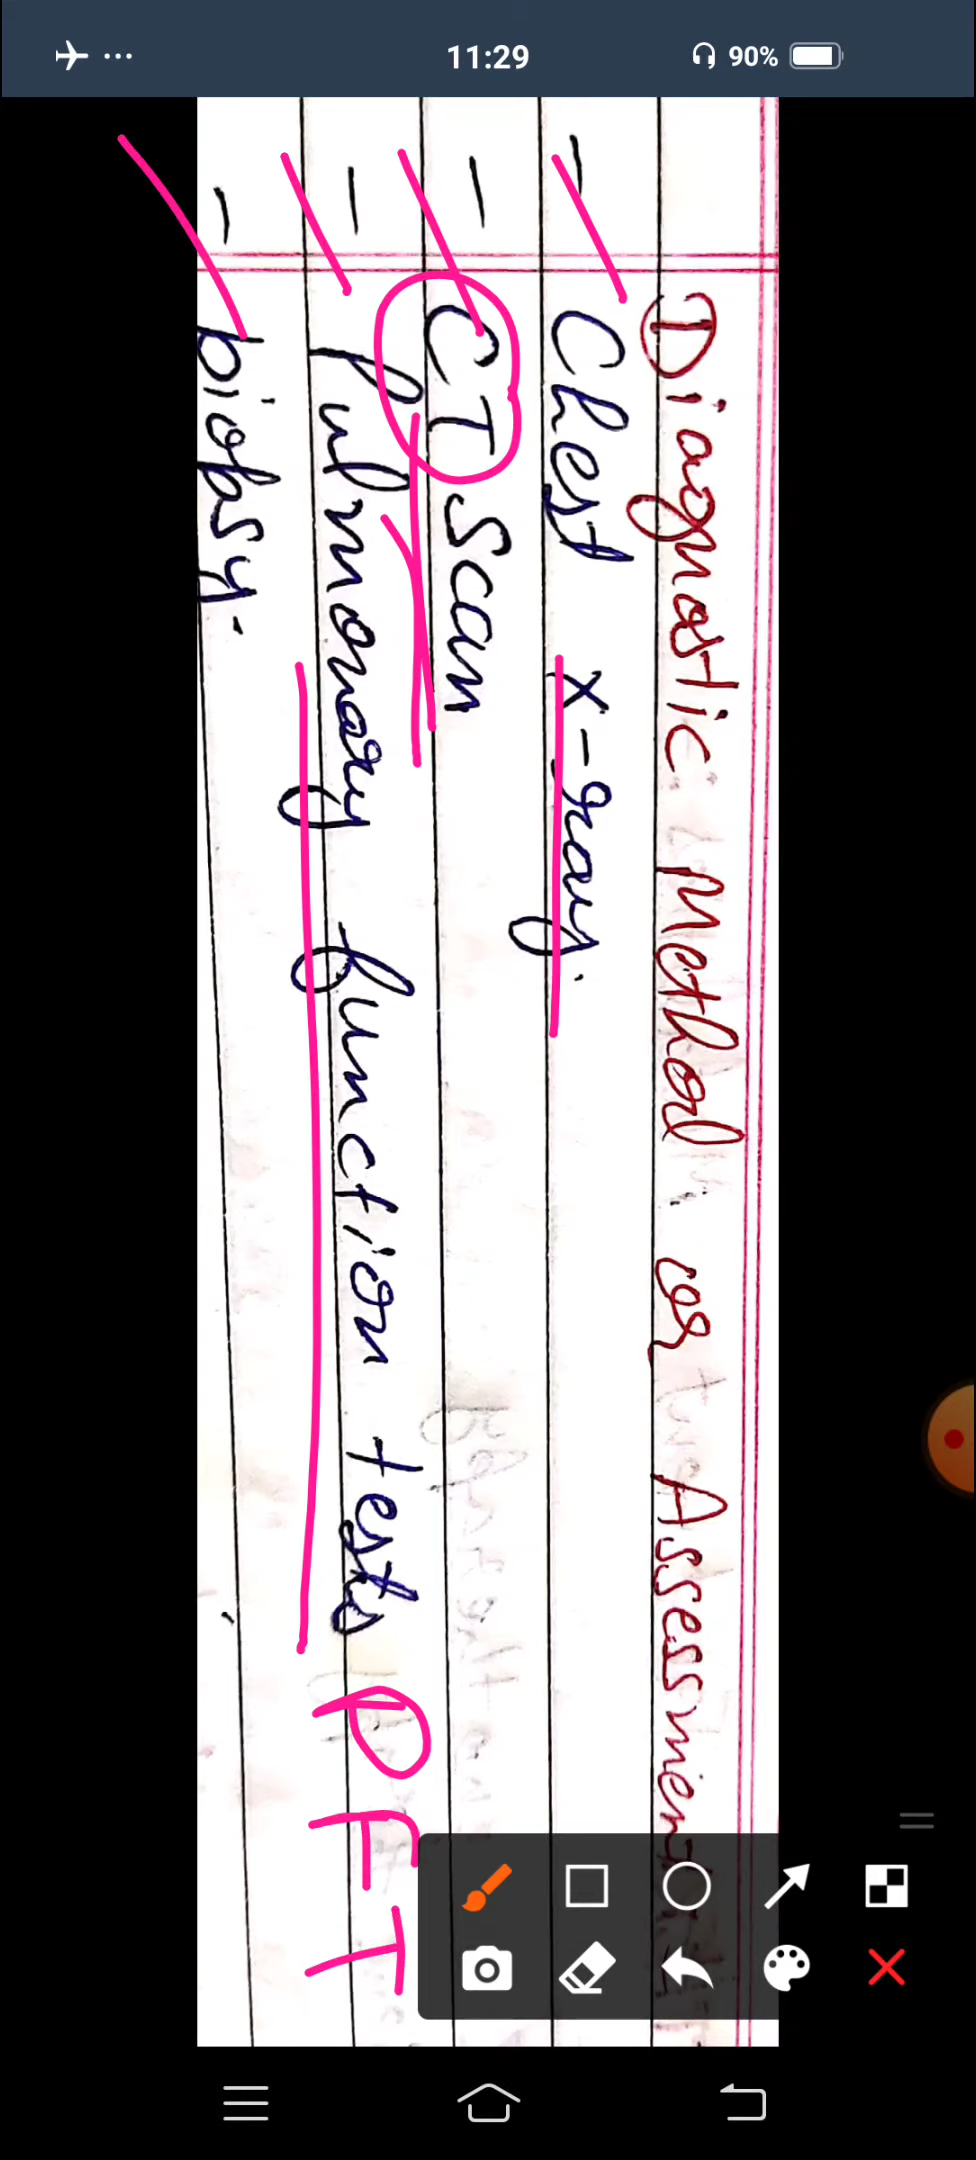 11:29
90%
Diagnostic Method or Assessment
- Chest x-ray.
- CT Scan
- Pulmonary function tests PFT
- biopsy.